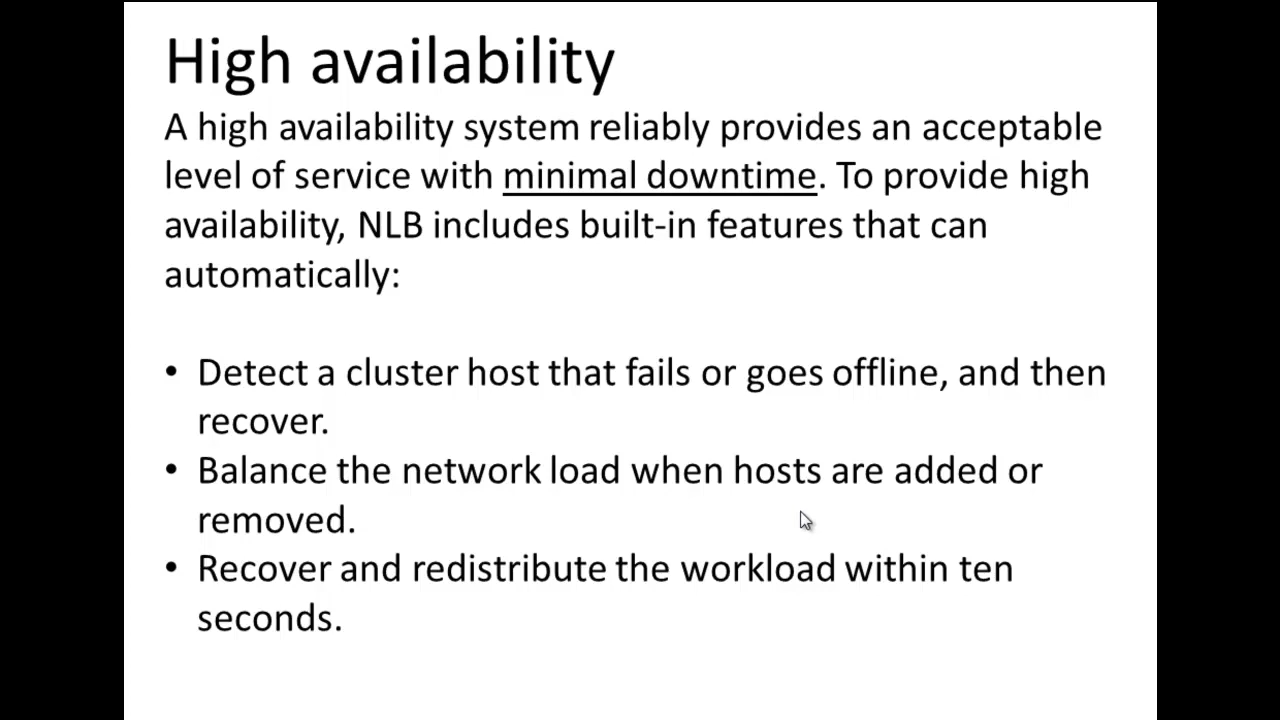 High availability
A high availability system reliably provides an acceptable
level of service with minimal downtime. To provide high
availability, NLB includes built-in features that can
automatically:
• Detect a cluster host that fails or goes offline, and then
recover.
• Balance the network load when hosts are added or
removed.
• Recover and redistribute the workload within ten
seconds.